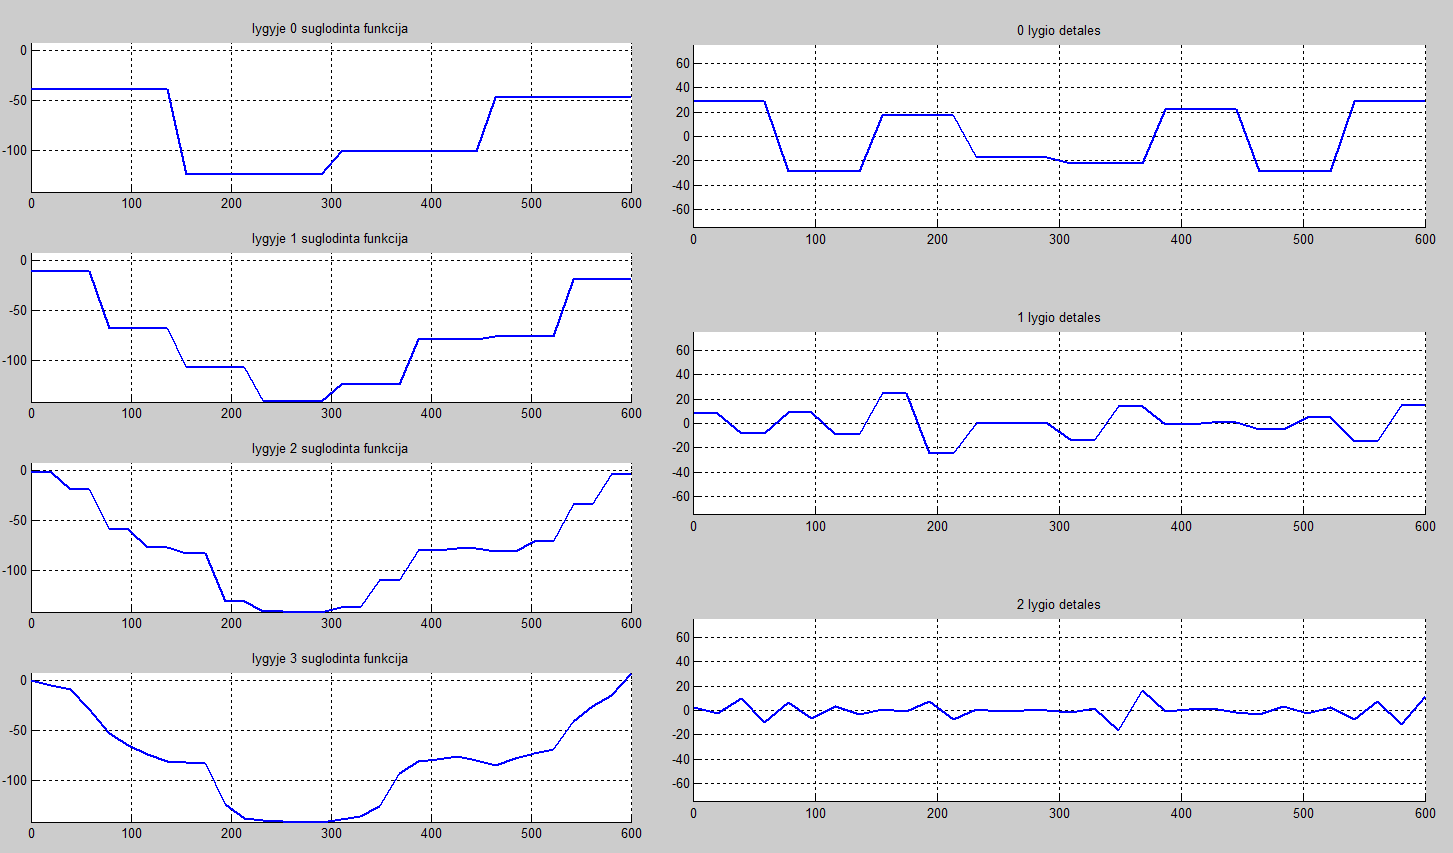 lygyje 0 suglodinta funkcija
0
-50
-100
0 100 200 300 400 500 600
lygyje 1 suglodinta funkcija
0
-50
-100
0 100 200 300 400 500 600
lygyje 2 suglodinta funkcija
0
-50
-100
0 100 200 300 400 500 600
lygyje 3 suglodinta funkcija
0
-50
-100
0 100 200 300 400 500 600
0 lygio detales
60
40
20
0
-20
-40
-60
0 100 200 300 400 500 600
1 lygio detales
60
40
20
0
-20
-40
-60
0 100 200 300 400 500 600
2 lygio detales
60
40
20
0
-20
-40
-60
0 100 200 300 400 500 600